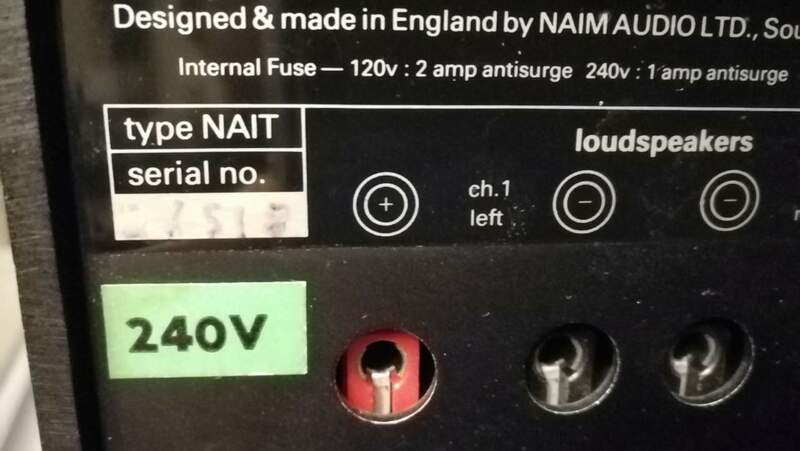 Designed & made in England by NAIM AUDIO LTD.,
Internal Fuse — 120v : 2 amp antisurge 240v : 1 amp antisurge
type NAIT
loudspeakers
serial no.
+
ch.1
left
−
−
240V